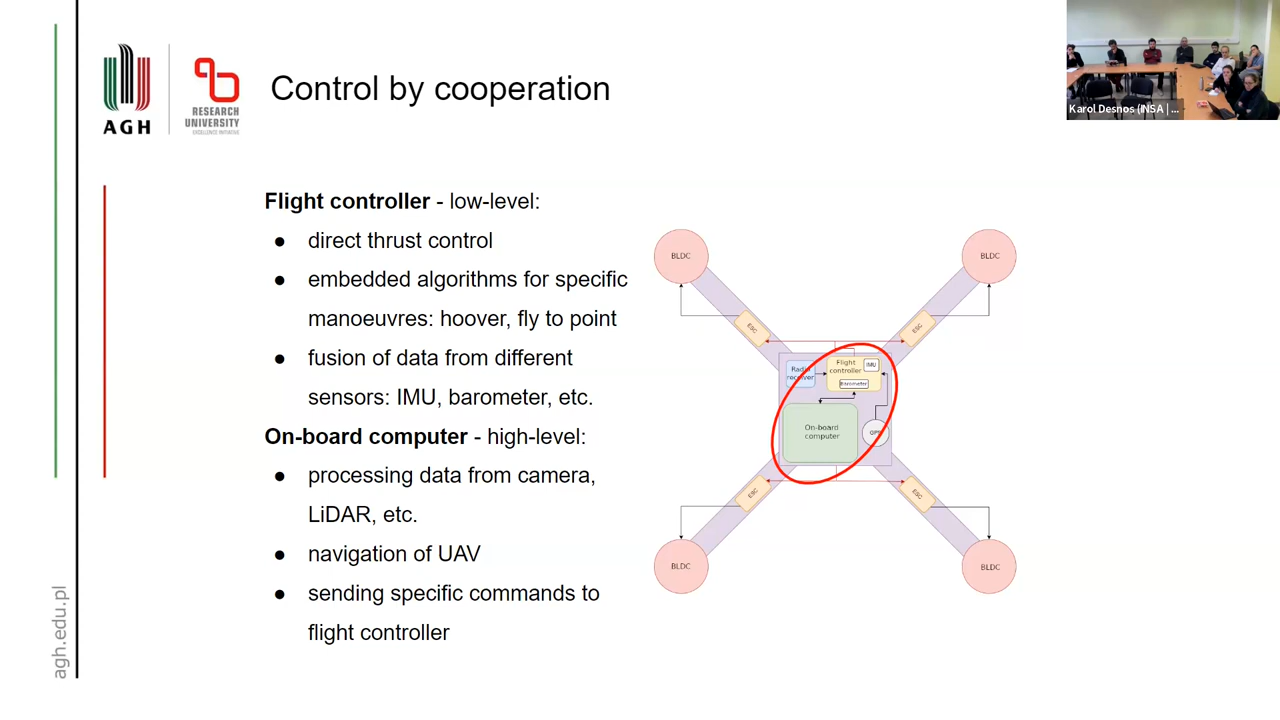 AGH
RESEARCH
UNIVERSITY
EXCELLENCE INITIATIVE
Control by cooperation
Karol Desnos (INSA | ...
Flight controller - low-level:
● direct thrust control
● embedded algorithms for specific
manoeuvres: hoover, fly to point
● fusion of data from different
sensors: IMU, barometer, etc.
On-board computer - high-level:
● processing data from camera,
LiDAR, etc.
● navigation of UAV
● sending specific commands to
flight controller
BLDC
BLDC
ESC
ESC
Radio
receiver
Flight
controller
IMU
Barometer
On-board
computer
GPS
ESC
ESC
BLDC
BLDC
agh.edu.pl